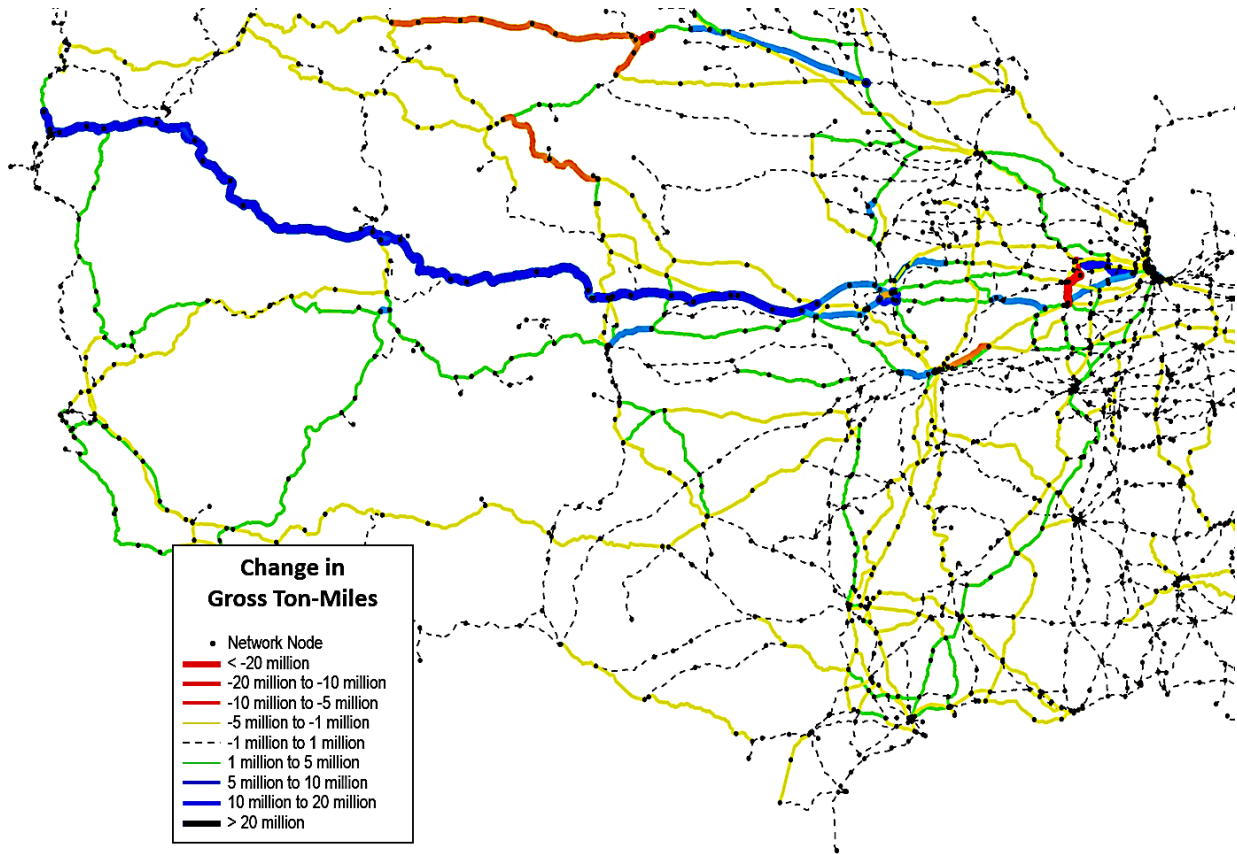 Change in
Gross Ton-Miles
Network Node
< -20 million
-20 million to -10 million
-10 million to -5 million
-5 million to -1 million
-1 million to 1 million
1 million to 5 million
5 million to 10 million
10 million to 20 million
> 20 million